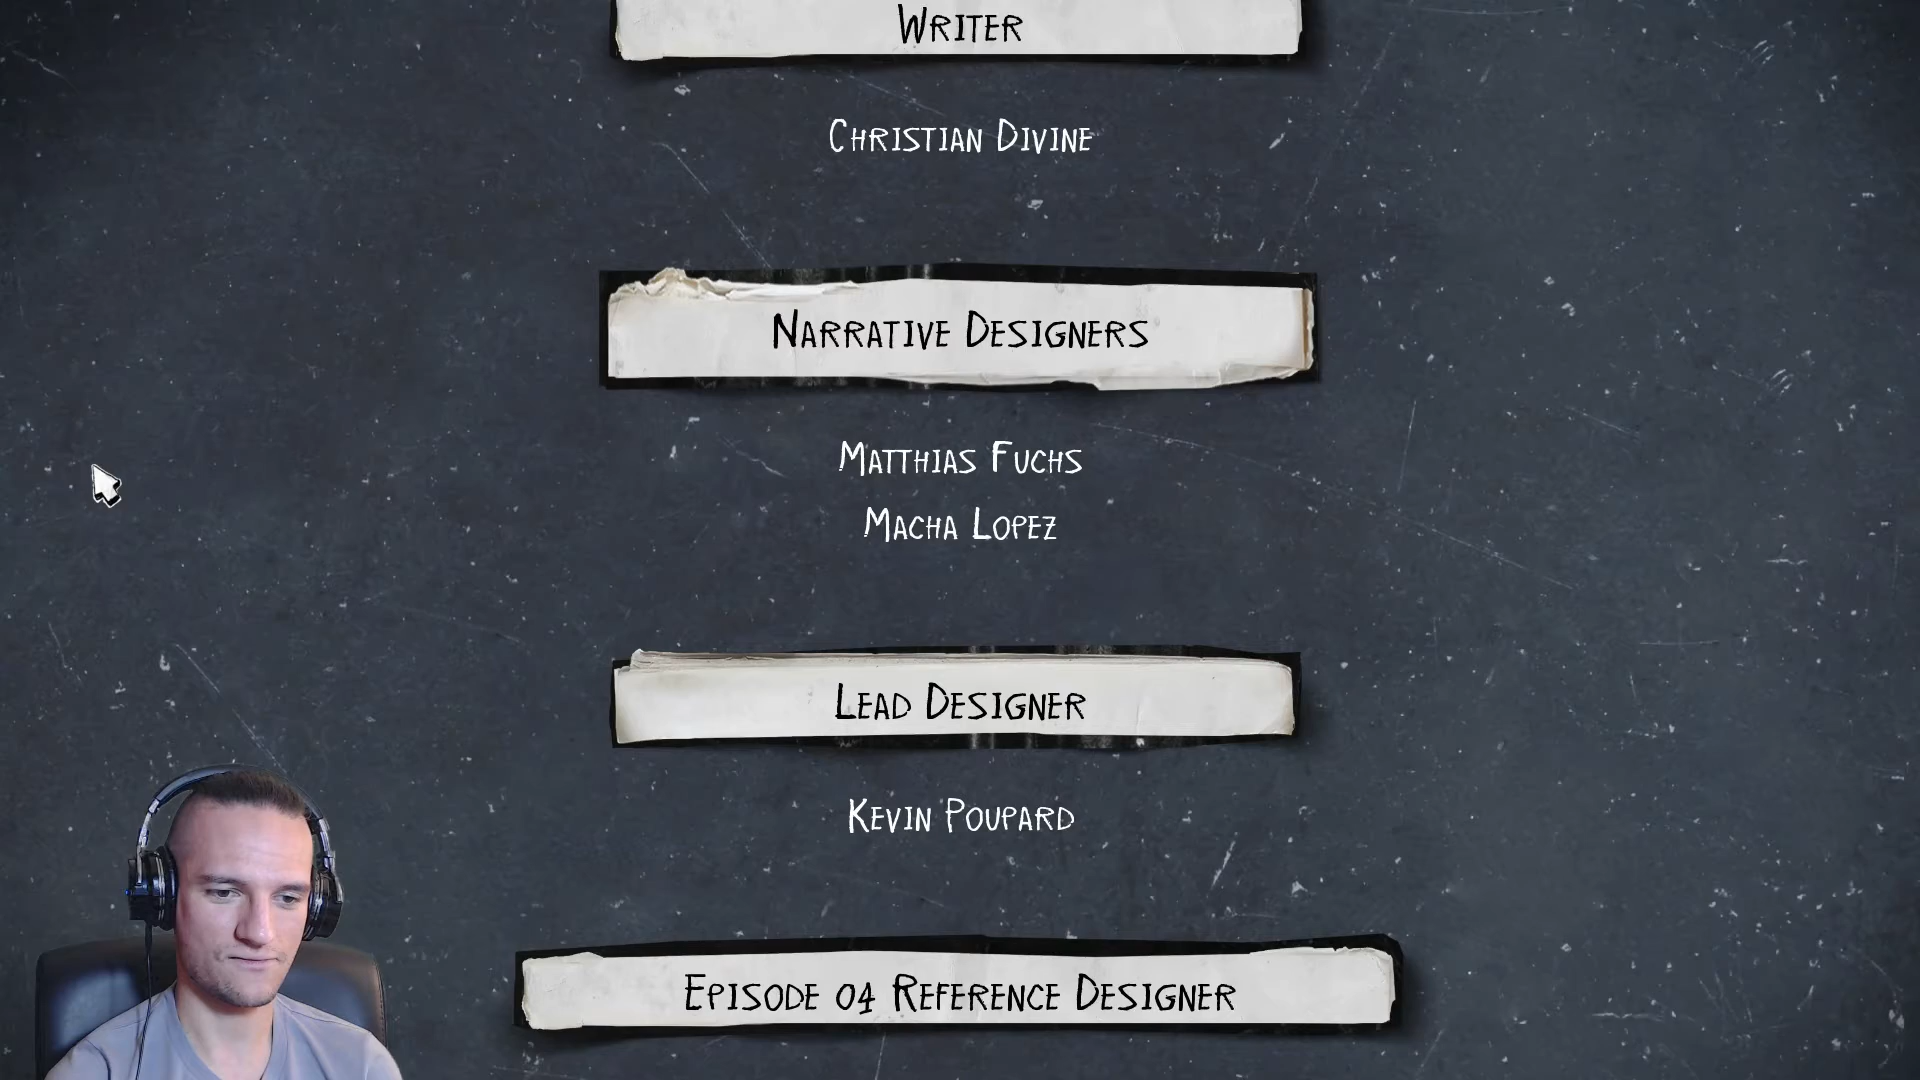 Writer
Christian Divine
Narrative Designers
Matthias Fuchs
Macha Lopez
Lead Designer
Kevin Poupard
Episode 04 Reference Designer